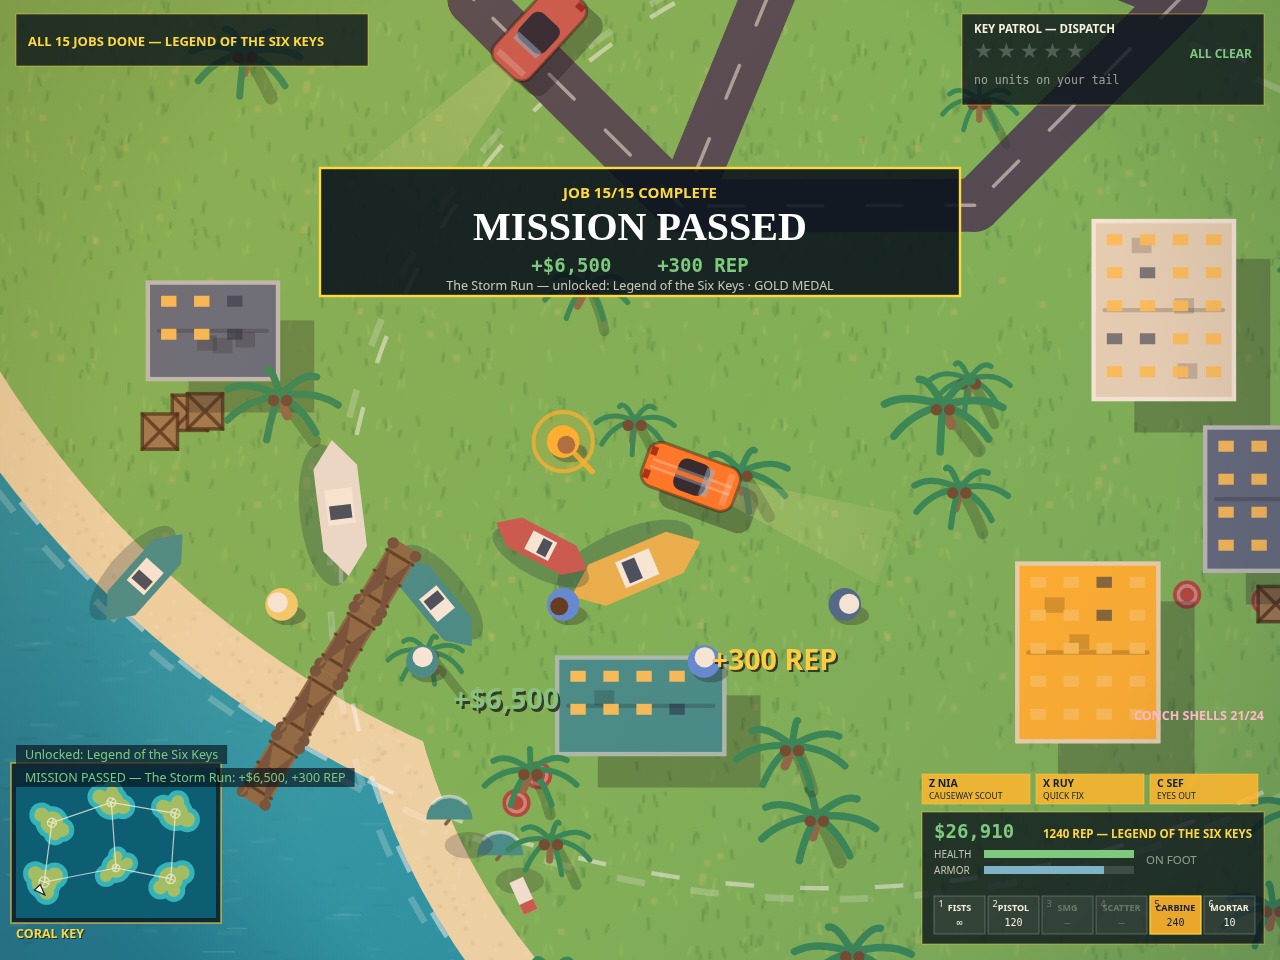 ALL 15 JOBS DONE — LEGEND OF THE SIX KEYS
KEY PATROL — DISPATCH
★★★★★
ALL CLEAR
no units on your tail
JOB 15/15 COMPLETE
MISSION PASSED
+$6,500 +300 REP
The Storm Run — unlocked: Legend of the Six Keys · GOLD MEDAL
+300 REP
+$6,500
CONCH SHELLS 21/24
Unlocked: Legend of the Six Keys
MISSION PASSED — The Storm Run: +$6,500, +300 REP
CORAL KEY
Z NIA
CAUSEWAY SCOUT
X RUY
QUICK FIX
C SEF
EYES OUT
$26,910
1240 REP — LEGEND OF THE SIX KEYS
HEALTH
ARMOR
ON FOOT
1 FISTS
∞
2 PISTOL
120
3 SMG
—
4 SCATTER
—
5 CARBINE
240
6 MORTAR
10